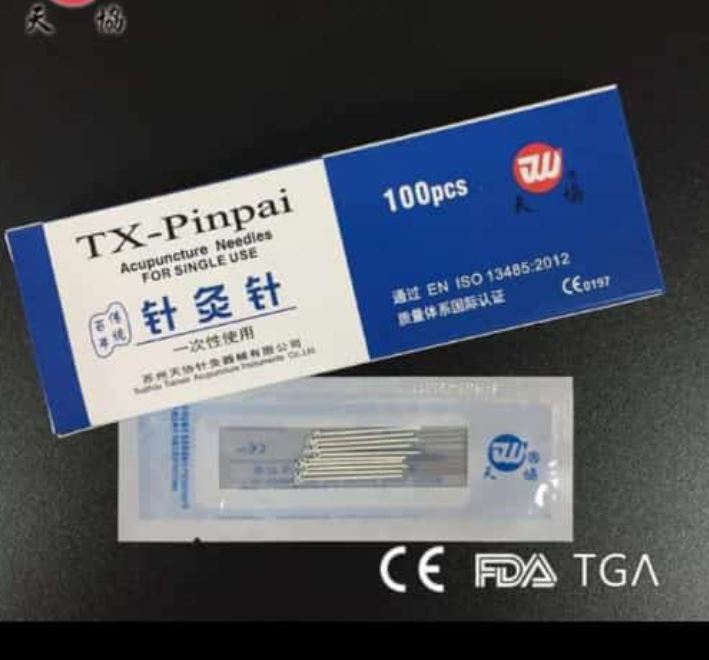 天 協
TX-Pinpai
Acupuncture Needles
FOR SINGLE USE
百年
传统
针灸针
一次性使用
苏州天协针灸器械有限公司
Suzhou Tianxie Acupuncture Instruments Co.,Ltd.
100pcs
天 協
通过 EN ISO 13485:2012
质量体系国际认证
CE0197
CE
天 協®
CE FDA TGA